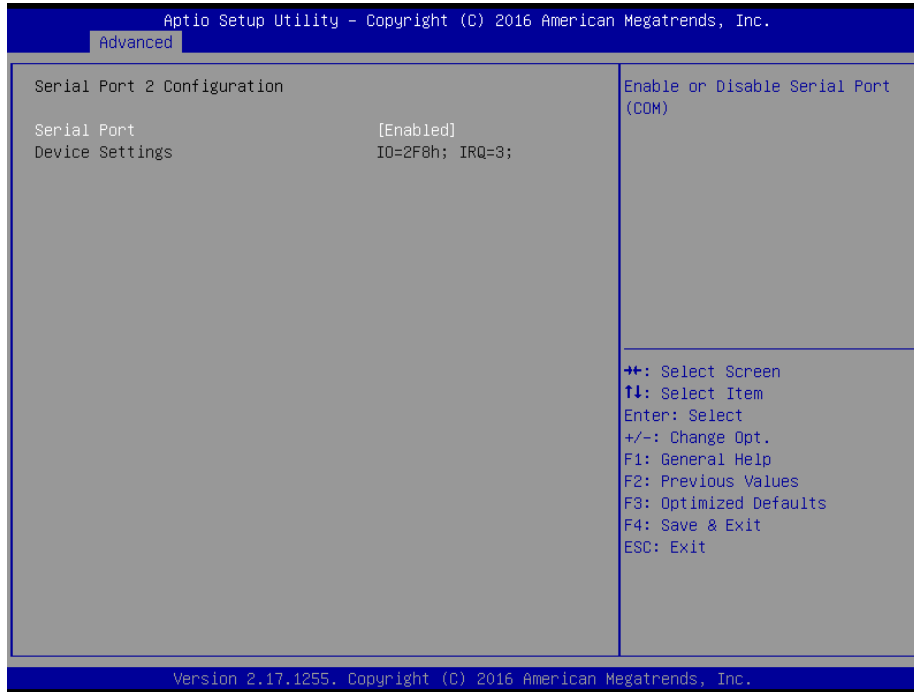 Aptio Setup Utility – Copyright (C) 2016 American Megatrends, Inc.
Advanced
Serial Port 2 Configuration
Serial Port [Enabled]
Device Settings IO=2F8h; IRQ=3;
Enable or Disable Serial Port
(COM)
→←: Select Screen
↑↓: Select Item
Enter: Select
+/-: Change Opt.
F1: General Help
F2: Previous Values
F3: Optimized Defaults
F4: Save & Exit
ESC: Exit
Version 2.17.1255. Copyright (C) 2016 American Megatrends, Inc.